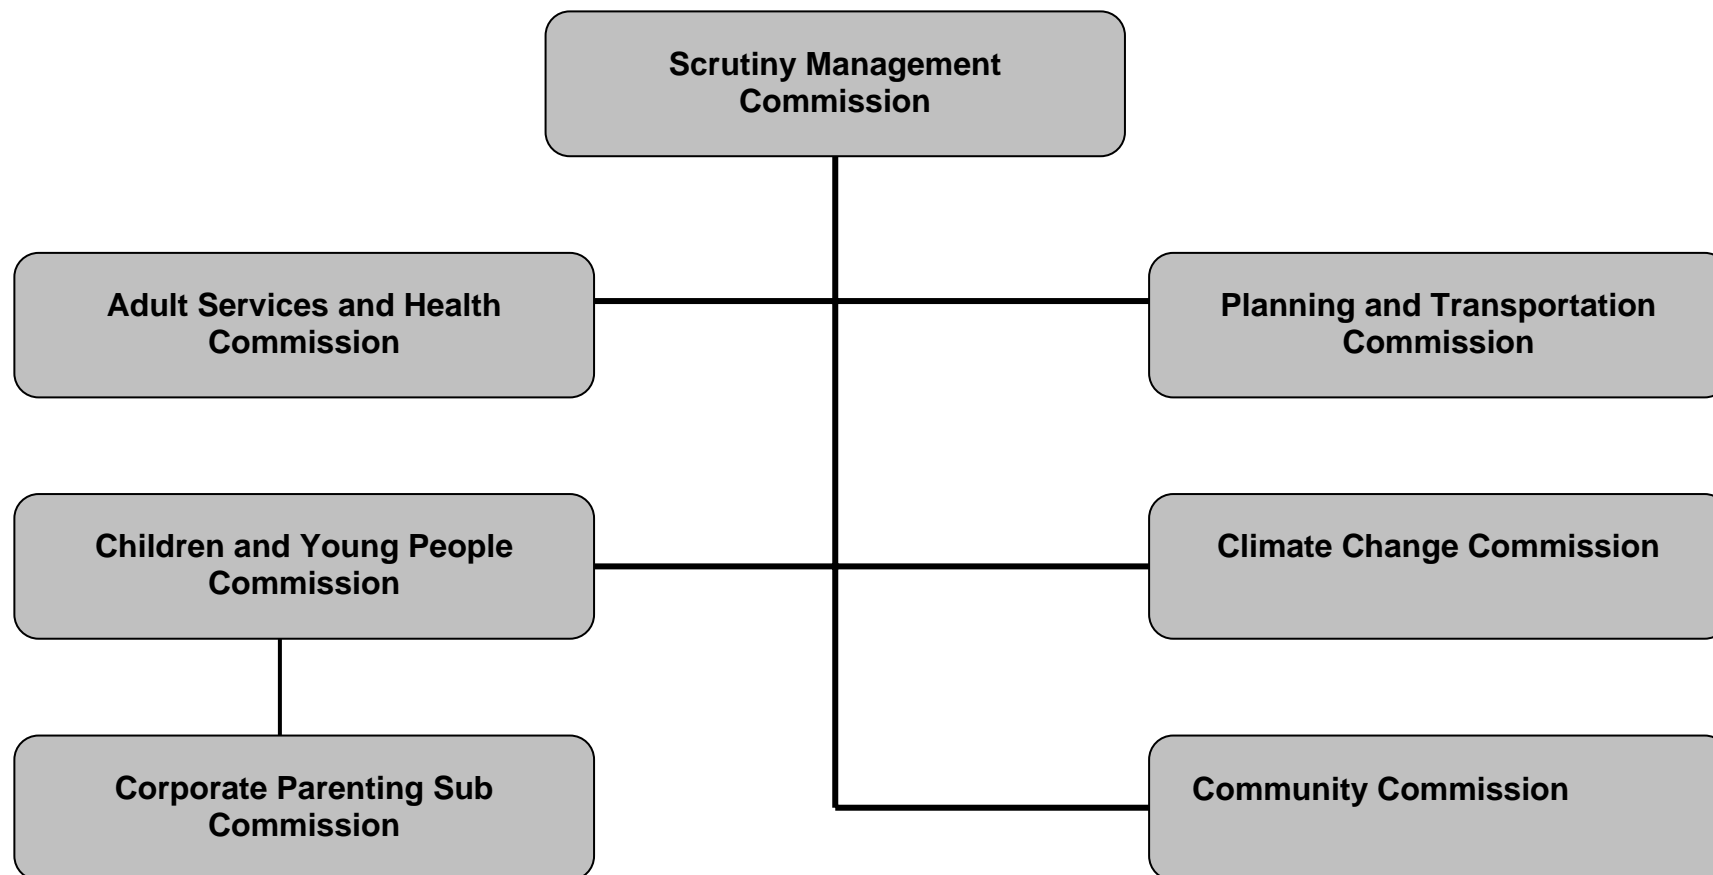 Scrutiny Management
Commission
Adult Services and Health
Commission
Planning and Transportation
Commission
Children and Young People
Commission
Climate Change Commission
Corporate Parenting Sub
Commission
Community Commission